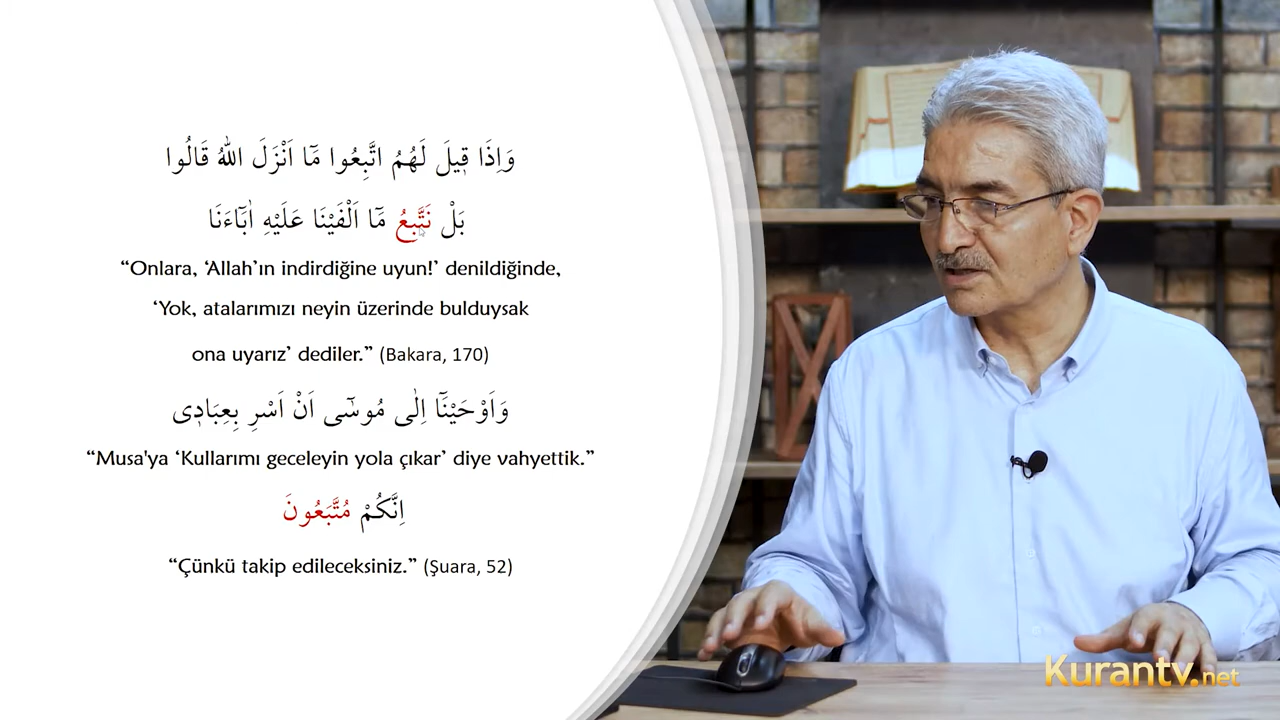 وَاِذَا ق۪يلَ لَهُمُ اتَّبِعُوا مَٓا اَنْزَلَ اللّٰهُ قَالُوا
بَلْ نَتَّبِعُ مَٓا اَلْفَيْنَا عَلَيْهِ اٰبَٓاءَنَا
“Onlara, ‘Allah’ın indirdiğine uyun!’ denildiğinde,
‘Yok, atalarımızı neyin üzerinde bulduysak
ona uyarız’ dediler.” (Bakara, 170)
وَاَوْحَيْنَٓا اِلٰى مُوسٰٓى اَنْ اَسْرِ بِعِبَاد۪ى
“Musa'ya ‘Kullarımı geceleyin yola çıkar’ diye vahyettik.”
اِنَّكُمْ مُتَّبَعُونَ
“Çünkü takip edileceksiniz.” (Şuara, 52)
Kurantv.net